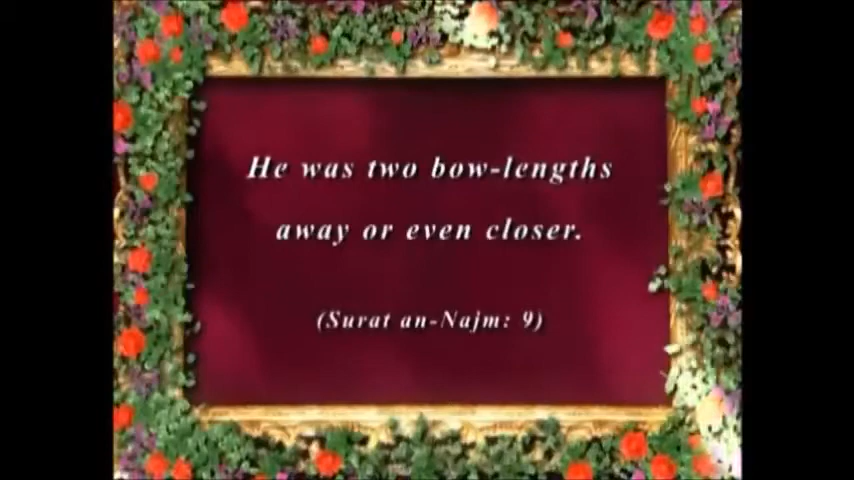 He was two bow-lengths
away or even closer.
(Surat an-Najm: 9)